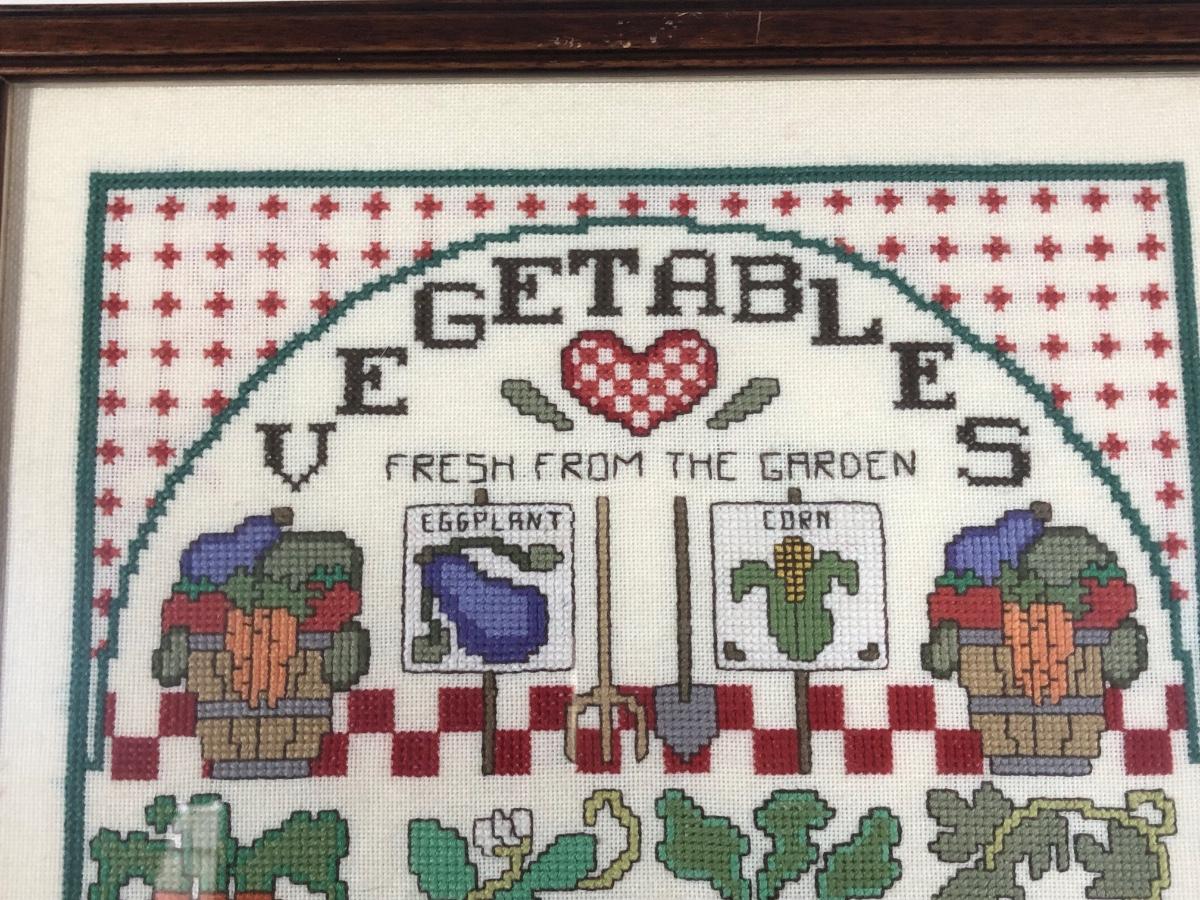 VEGETABLES
FRESH FROM THE GARDEN
EGGPLANT
CORN